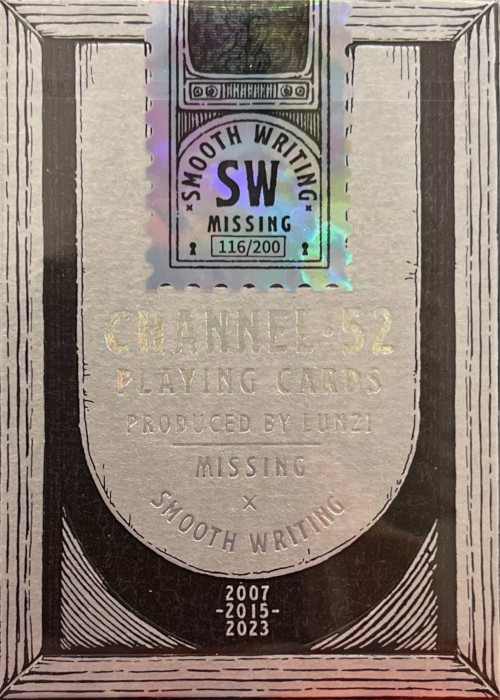 SMOOTH WRITING
SW
MISSING
116/200
CHANNEL·52
PLAYING CARDS
PRODUCED BY LUNZI
MISSING
×
SMOOTH WRITING
2007
-2015-
2023